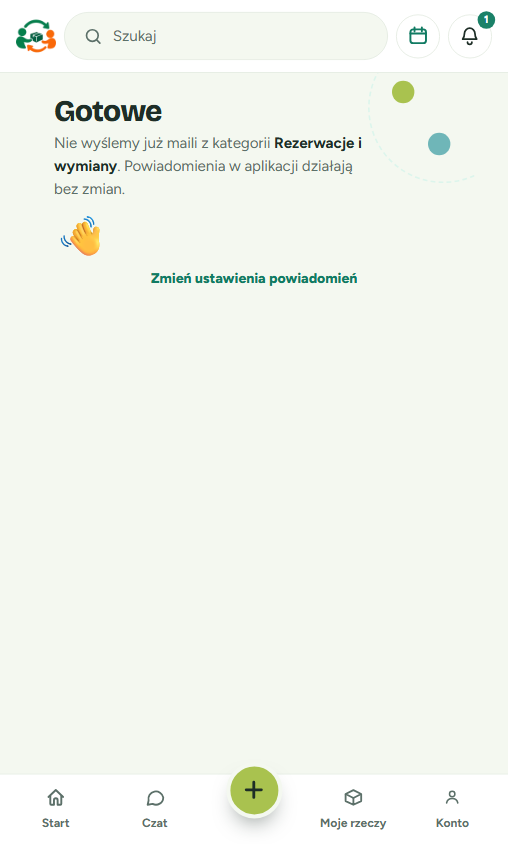 Szukaj
1
Gotowe
Nie wyślemy już maili z kategorii Rezerwacje i
wymiany. Powiadomienia w aplikacji działają
bez zmian.
Zmień ustawienia powiadomień
Start
Czat
Moje rzeczy
Konto